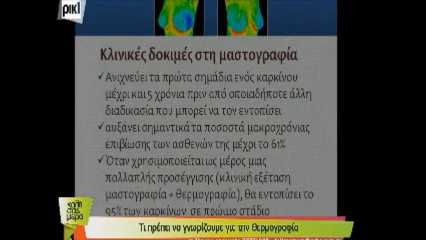 ΡΙΚ1
Κλινικές δοκιμές στη μαστογραφία
✓Ανιχνεύει τα πρώτα σημάδια ενός καρκίνου
μέχρι και 5 χρόνια πριν από οποιαδήποτε άλλη
διαδικασία που μπορεί να τον εντοπίσει
✓αυξάνει σημαντικά τα ποσοστά μακροχρόνιας
επιβίωσης των ασθενών της μέχρι το 61%
✓Όταν χρησιμοποιείται ως μέρος μιας
πολλαπλής προσέγγισης (κλινική εξέταση
μαστογραφία + θερμογραφία), θα εντοπίσει το
95% των καρκίνων σε πρώιμο στάδιο
Τι πρέπει να γνωρίζουμε για την Θερμογραφία